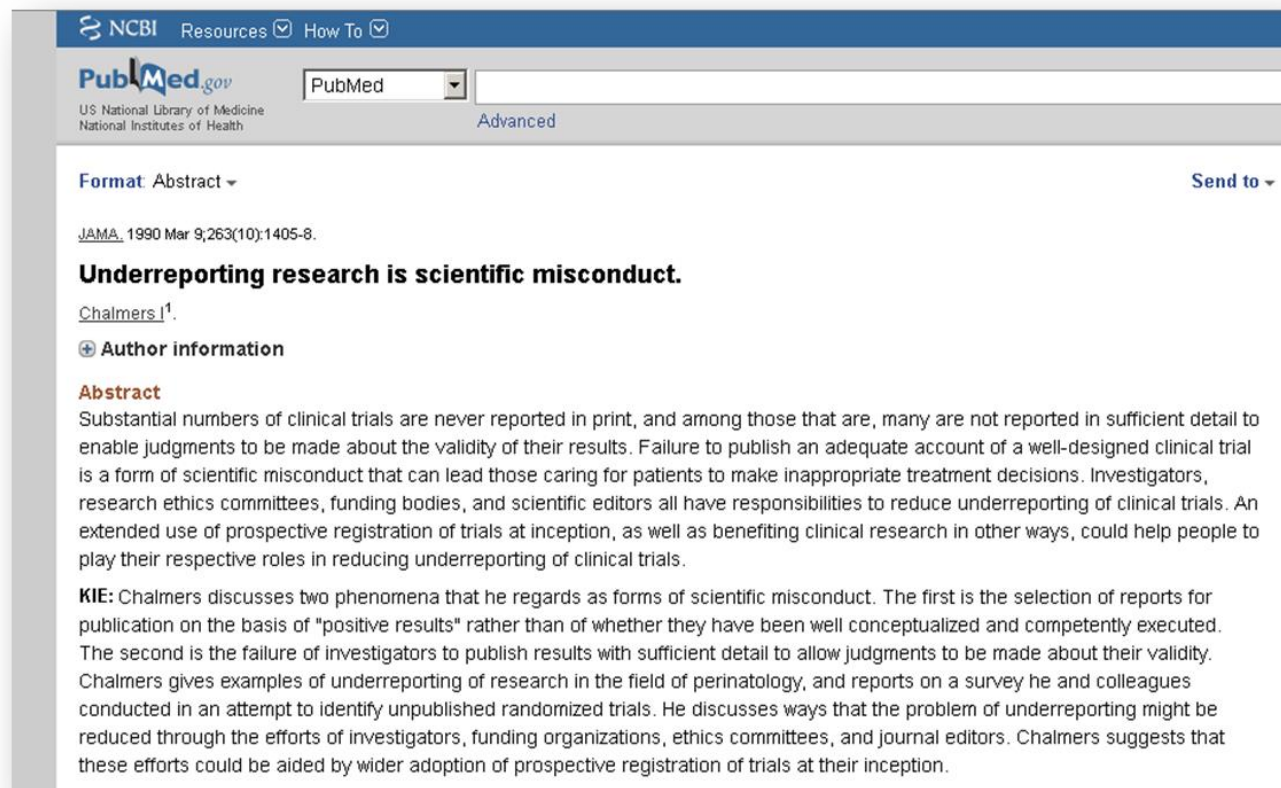 NCBI Resources How To
PubMed.gov
US National Library of Medicine
National Institutes of Health
PubMed
Advanced
Format: Abstract
Send to
JAMA. 1990 Mar 9;263(10):1405-8.
Underreporting research is scientific misconduct.
Chalmers I1.
Author information
Abstract
Substantial numbers of clinical trials are never reported in print, and among those that are, many are not reported in sufficient detail to
enable judgments to be made about the validity of their results. Failure to publish an adequate account of a well-designed clinical trial
is a form of scientific misconduct that can lead those caring for patients to make inappropriate treatment decisions. Investigators,
research ethics committees, funding bodies, and scientific editors all have responsibilities to reduce underreporting of clinical trials. An
extended use of prospective registration of trials at inception, as well as benefiting clinical research in other ways, could help people to
play their respective roles in reducing underreporting of clinical trials.
KIE: Chalmers discusses two phenomena that he regards as forms of scientific misconduct. The first is the selection of reports for
publication on the basis of "positive results" rather than of whether they have been well conceptualized and competently executed.
The second is the failure of investigators to publish results with sufficient detail to allow judgments to be made about their validity.
Chalmers gives examples of underreporting of research in the field of perinatology, and reports on a survey he and colleagues
conducted in an attempt to identify unpublished randomized trials. He discusses ways that the problem of underreporting might be
reduced through the efforts of investigators, funding organizations, ethics committees, and journal editors. Chalmers suggests that
these efforts could be aided by wider adoption of prospective registration of trials at their inception.